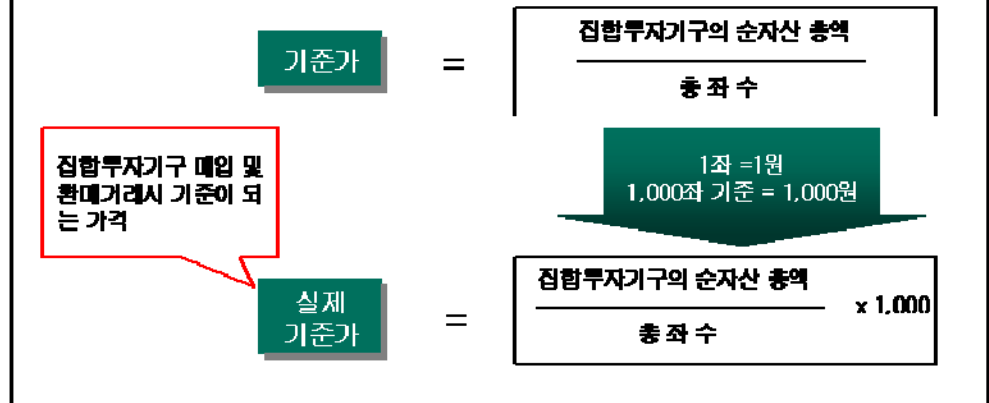 기준가
=
집합투자기구의 순자산 총액
총 좌 수
집합투자기구 매입 및
환매거래시 기준이 되
는 가격
1좌 =1원
1,000좌 기준 = 1,000원
실제
기준가
=
집합투자기구의 순자산 총액
총 좌 수
x 1,000